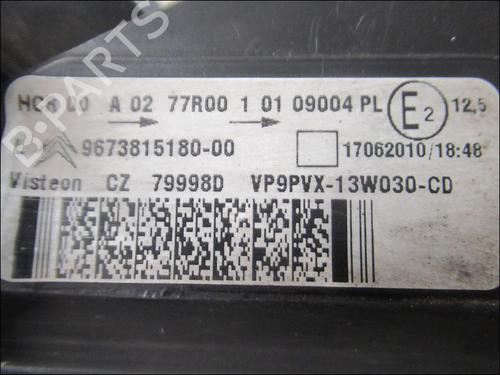 A 02 77R00 1 01 09004 PL E2 12,5
9673815180-00 17062010/18:48
Visteon CZ 79998D VP9PVX-13W030-CD
B-PARTS